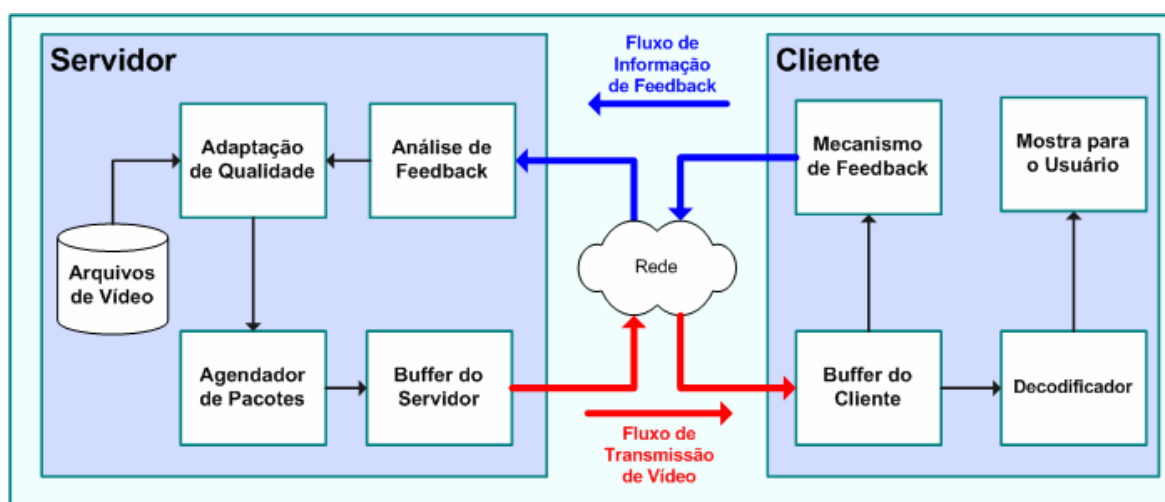 Servidor
Fluxo de
Informação
de Feedback
Cliente
Adaptação
de Qualidade
Análise de
Feedback
Mecanismo
de Feedback
Mostra para
o Usuário
Arquivos
de Vídeo
Rede
Agendador
de Pacotes
Buffer do
Servidor
Buffer do
Cliente
Decodificador
Fluxo de
Transmissão
de Vídeo